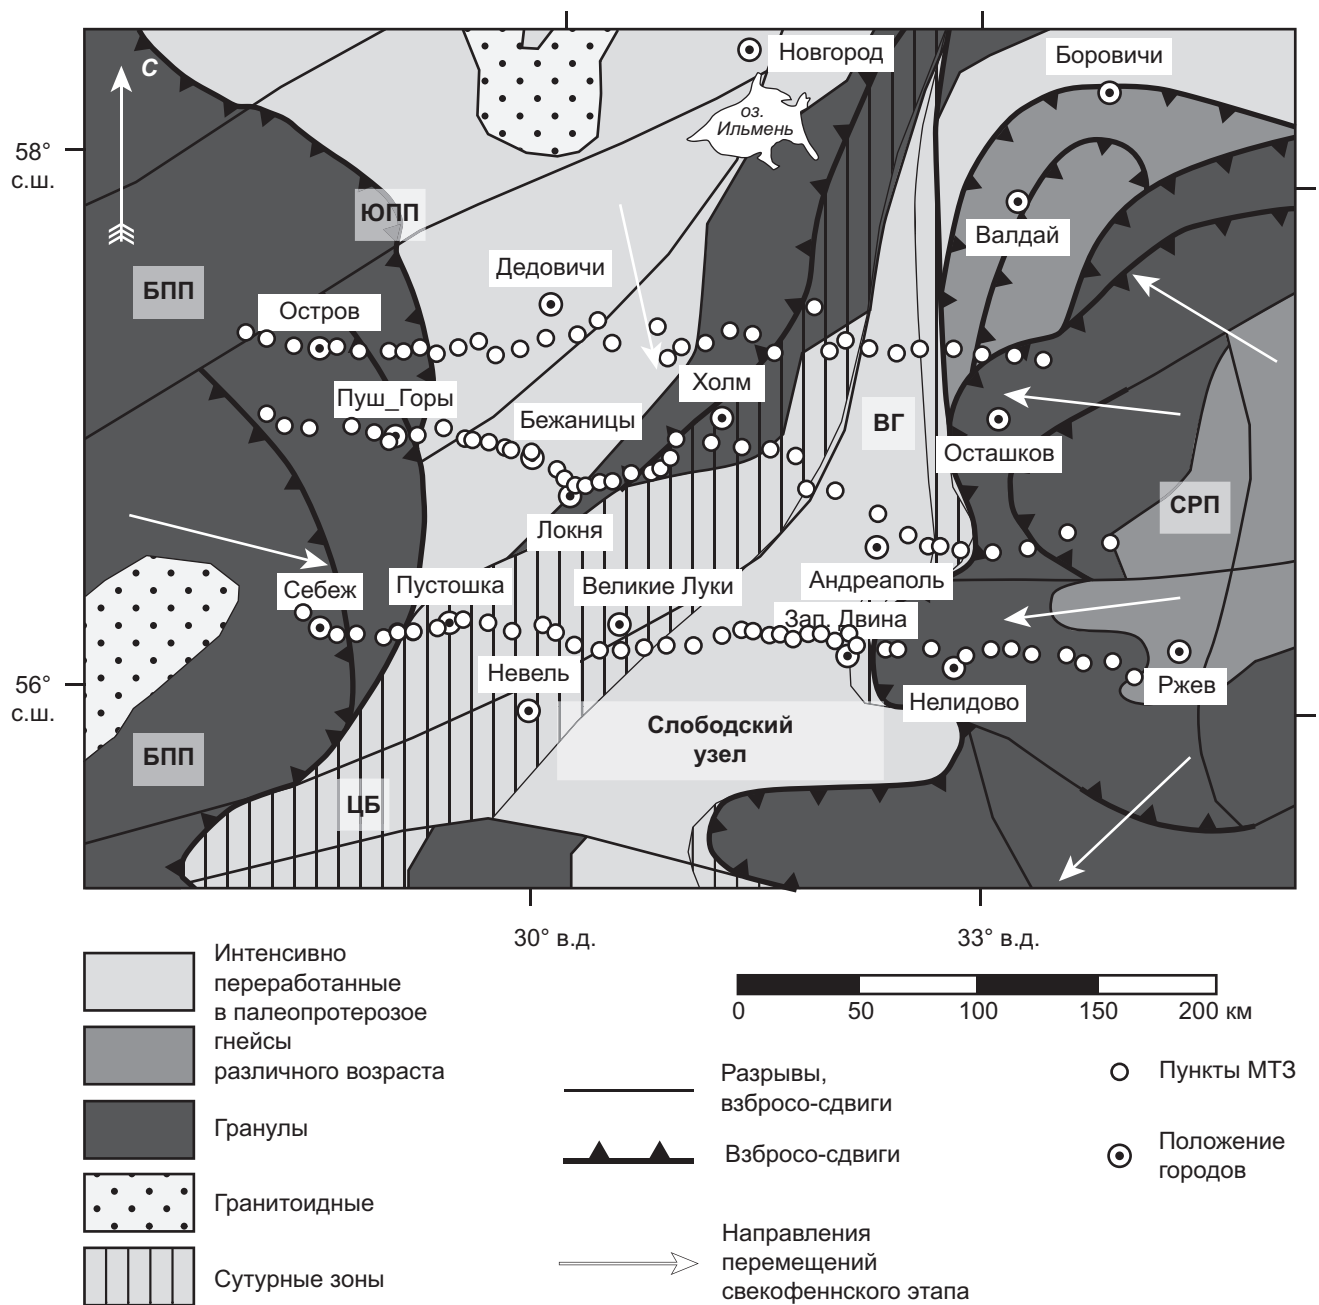 С
Новгород
Боровичи
оз.
Ильмень
58°
с.ш.
ЮПП
Валдай
Дедовичи
БПП
Остров
Холм
Пуш_Горы
Бежаницы
ВГ
Осташков
СРП
Локня
Себеж
Пустошка
Великие Луки
Андреаполь
Зап. Двина
Невель
56°
с.ш.
Нелидово
Ржев
Слободский
узел
БПП
ЦБ
30° в.д.
33° в.д.
Интенсивно
переработанные
в палеопротерозое
гнейсы
различного возраста
Гранулы
Гранитоидные
Сутурные зоны
0 50 100 150 200 км
Разрывы,
взбросо-сдвиги
Взбросо-сдвиги
Направления
перемещений
свекофеннского этапа
Пункты МТЗ
Положение
городов